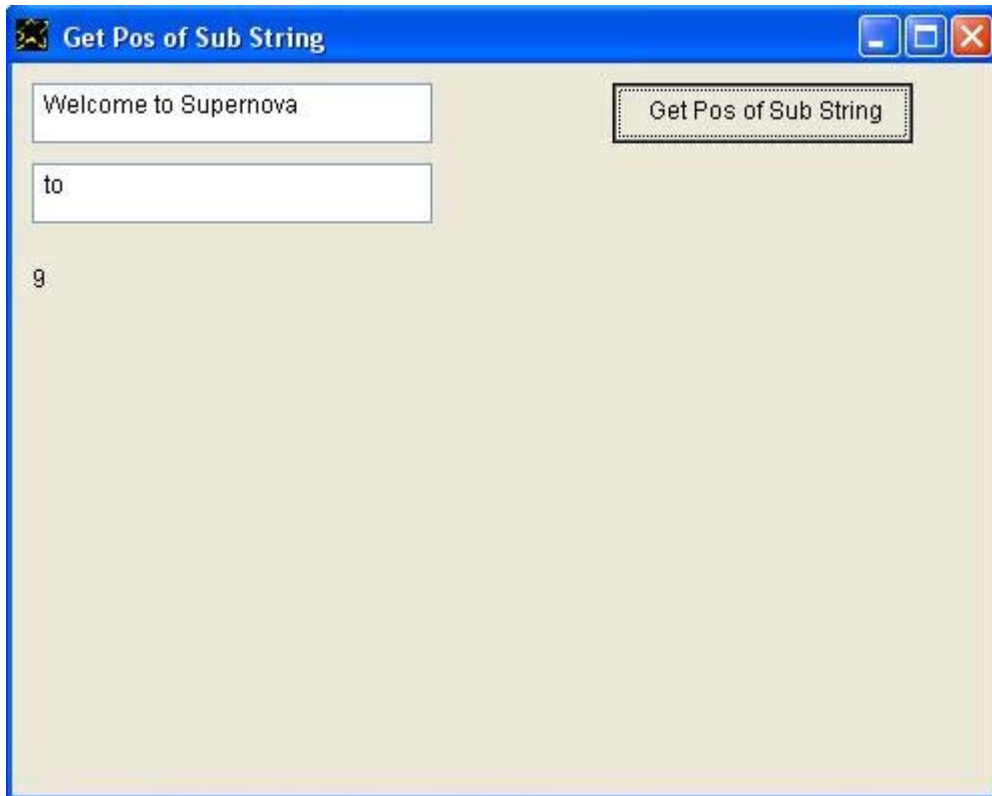 Get Pos of Sub String
Welcome to Supernova
Get Pos of Sub String
to
9